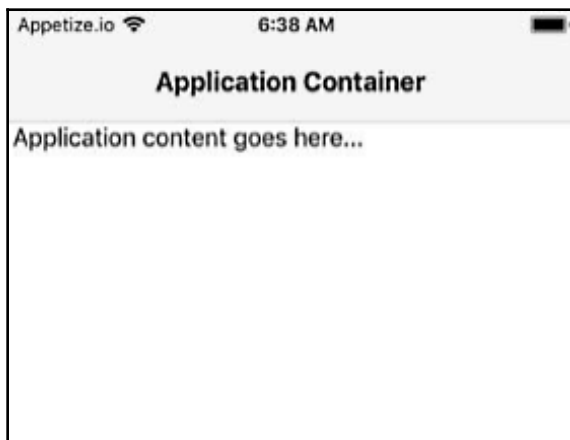 Appetize.io 6:38 AM
Application Container
Application content goes here...